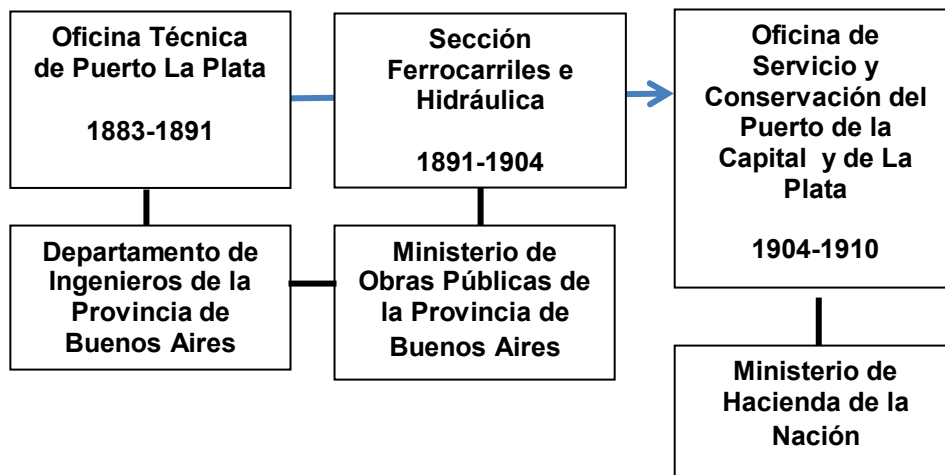 Oficina Técnica
de Puerto La Plata
1883-1891
Sección
Ferrocarriles e
Hidráulica
1891-1904
Oficina de
Servicio y
Conservación del
Puerto de la
Capital y de La
Plata
1904-1910
Departamento de
Ingenieros de la
Provincia de
Buenos Aires
Ministerio de
Obras Públicas de
la Provincia de
Buenos Aires
Ministerio de
Hacienda de la
Nación